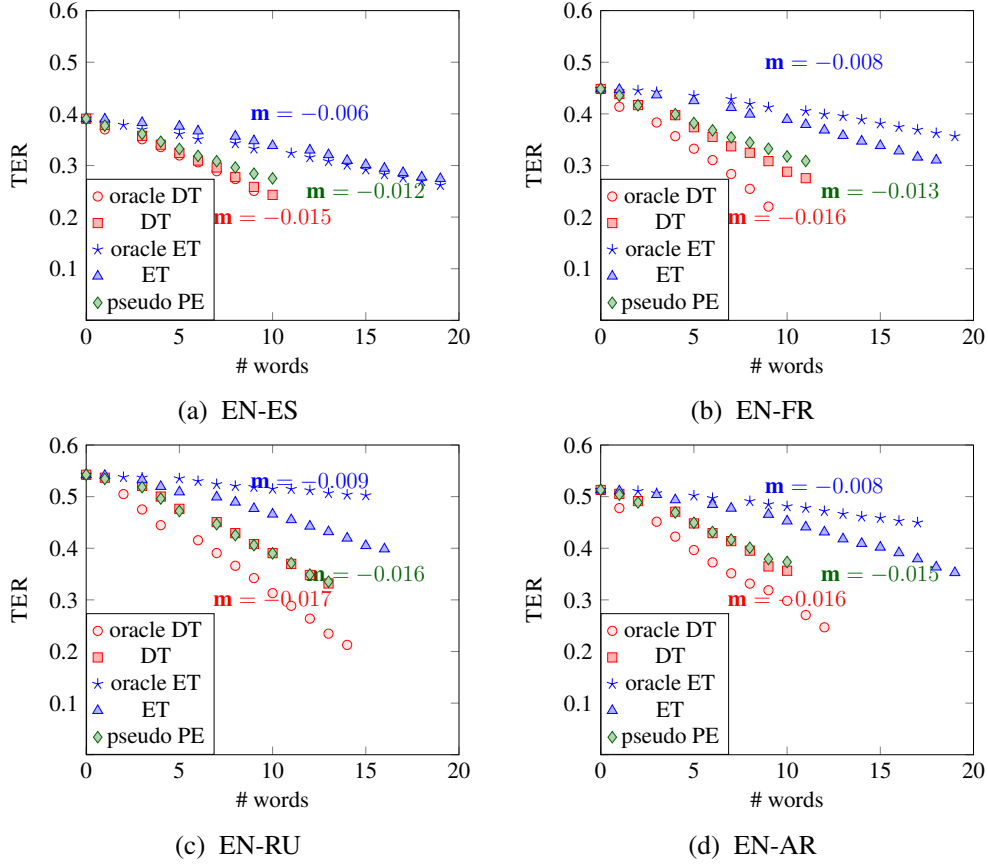 0.6
0.5
0.4
0.3
0.2
0.1
TER
m = −0.006
m = −0.012
m = −0.015
oracle DT
DT
oracle ET
ET
pseudo PE
0 5 10 15 20
# words
(a) EN-ES
0.6
0.5
0.4
0.3
0.2
0.1
TER
m = −0.008
m = −0.013
m = −0.016
oracle DT
DT
oracle ET
ET
pseudo PE
0 5 10 15 20
# words
(b) EN-FR
0.6
0.5
0.4
0.3
0.2
0.1
TER
m = −0.009
m = −0.016
m = −0.017
oracle DT
DT
oracle ET
ET
pseudo PE
0 5 10 15 20
# words
(c) EN-RU
0.6
0.5
0.4
0.3
0.2
0.1
TER
m = −0.008
m = −0.015
m = −0.016
oracle DT
DT
oracle ET
ET
pseudo PE
0 5 10 15 20
# words
(d) EN-AR